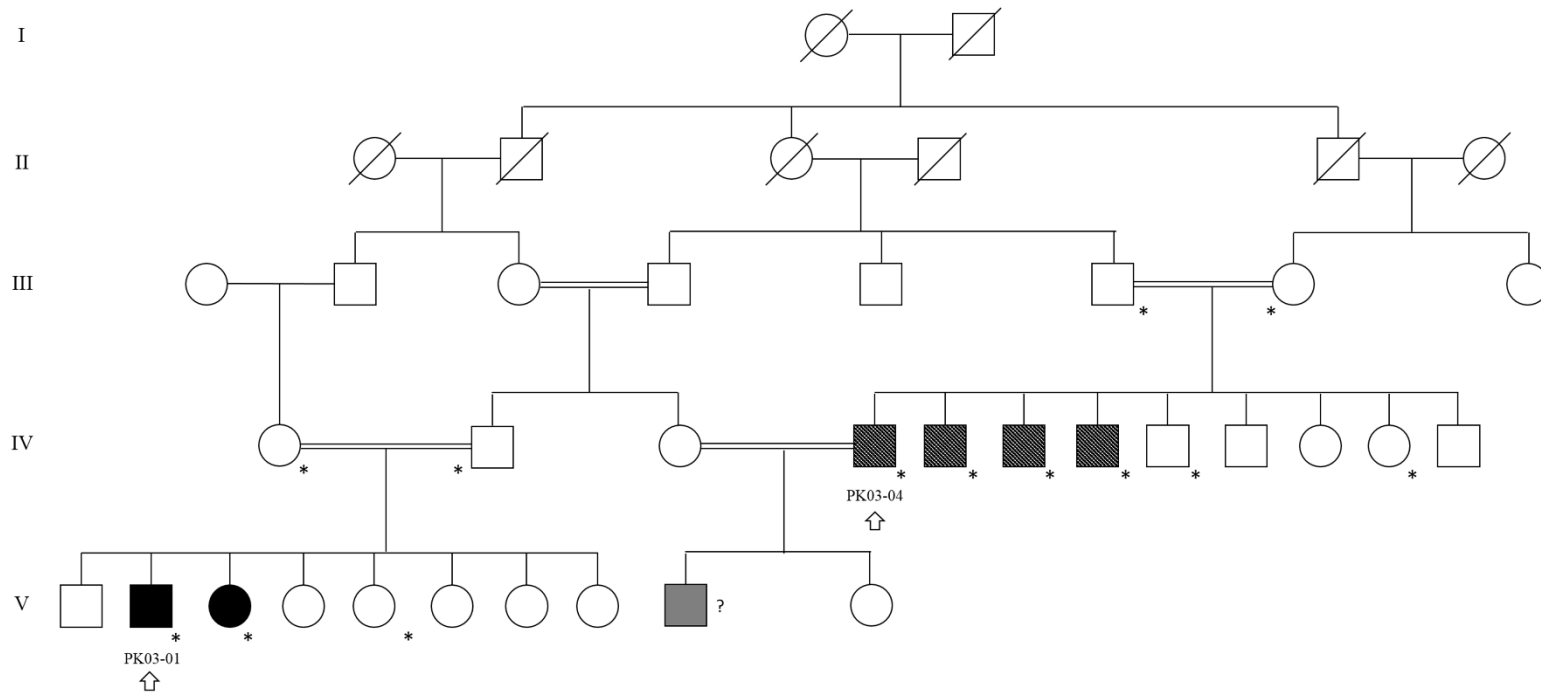 I
II
III
* *
IV
* * * * * * * *
PK03-04
V
?
* * *
PK03-01